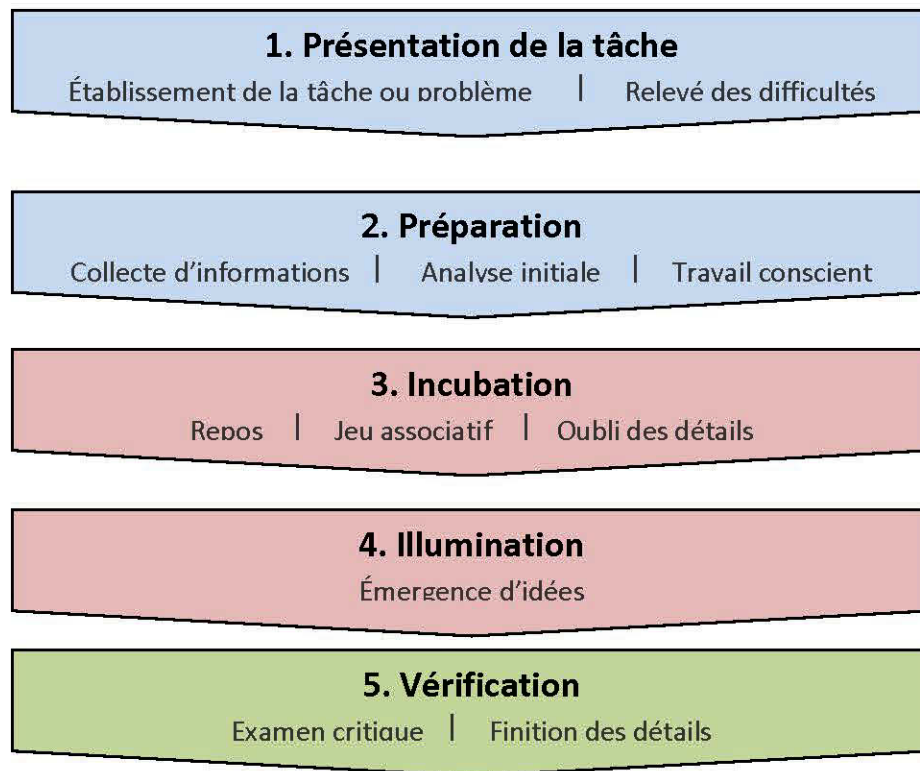 1. Présentation de la tâche
Établissement de la tâche ou problème | Relevé des difficultés
2. Préparation
Collecte d’informations | Analyse initiale | Travail conscient
3. Incubation
Repos | Jeu associatif | Oubli des détails
4. Illumination
Émergence d’idées
5. Vérification
Examen critique | Finition des détails